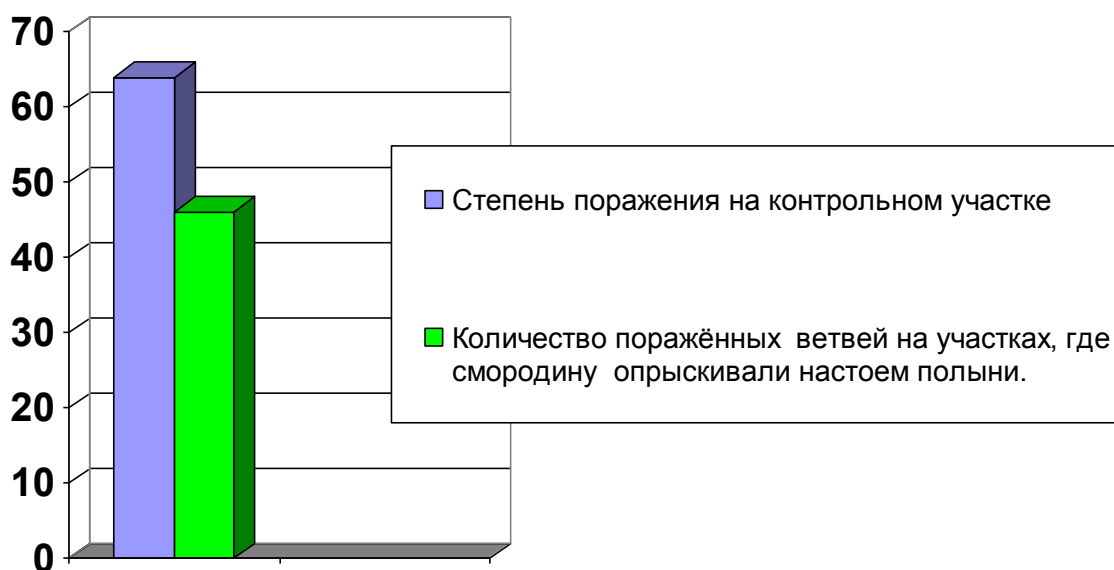 70
60
50
40
30
20
10
0
Степень поражения на контрольном участке
Количество поражённых ветвей на участках, где
смородину опрыскивали настоем полыни.